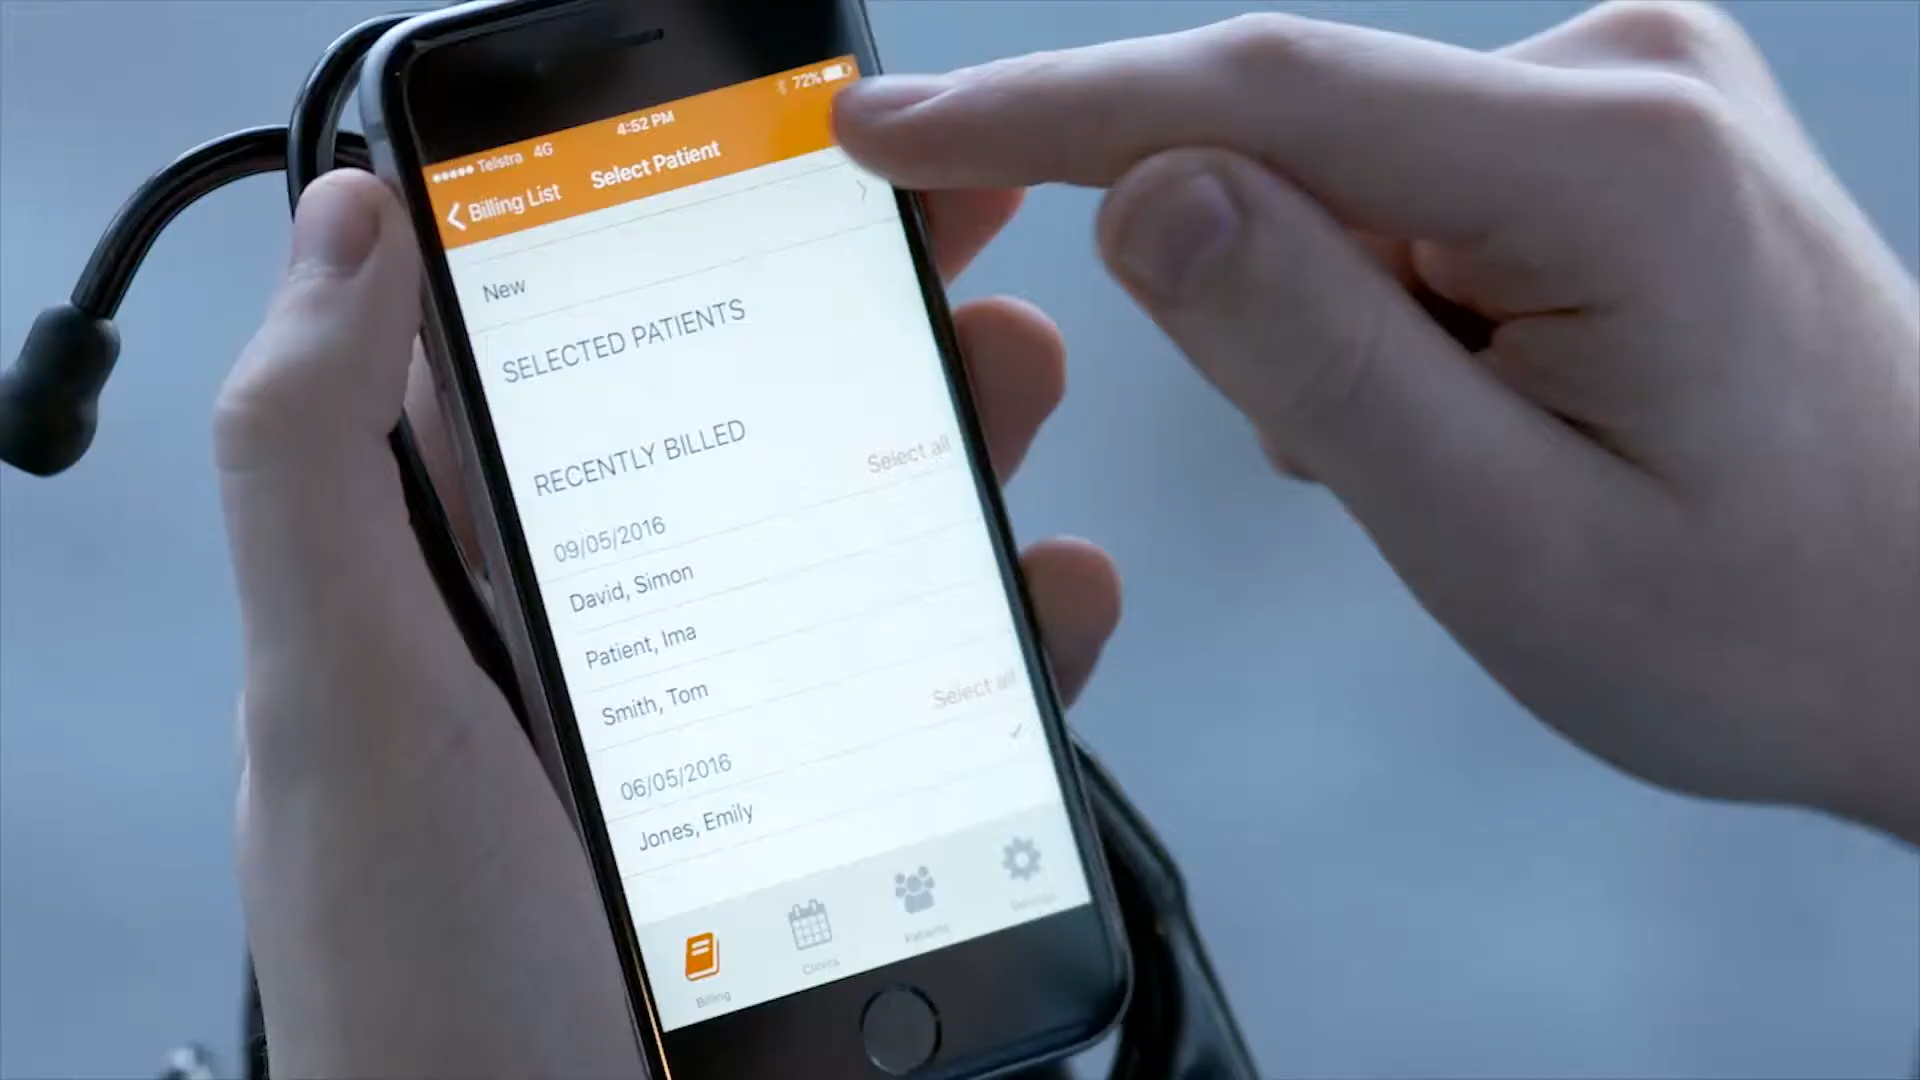 ●●●●● Telstra 4G 4:52 PM 72%
Billing List Select Patient
New
SELECTED PATIENTS
RECENTLY BILLED
09/05/2016 Select all
David, Simon
Patient, Ima
Smith, Tom
06/05/2016 Select all
Jones, Emily
Billing Clinics Patients Settings